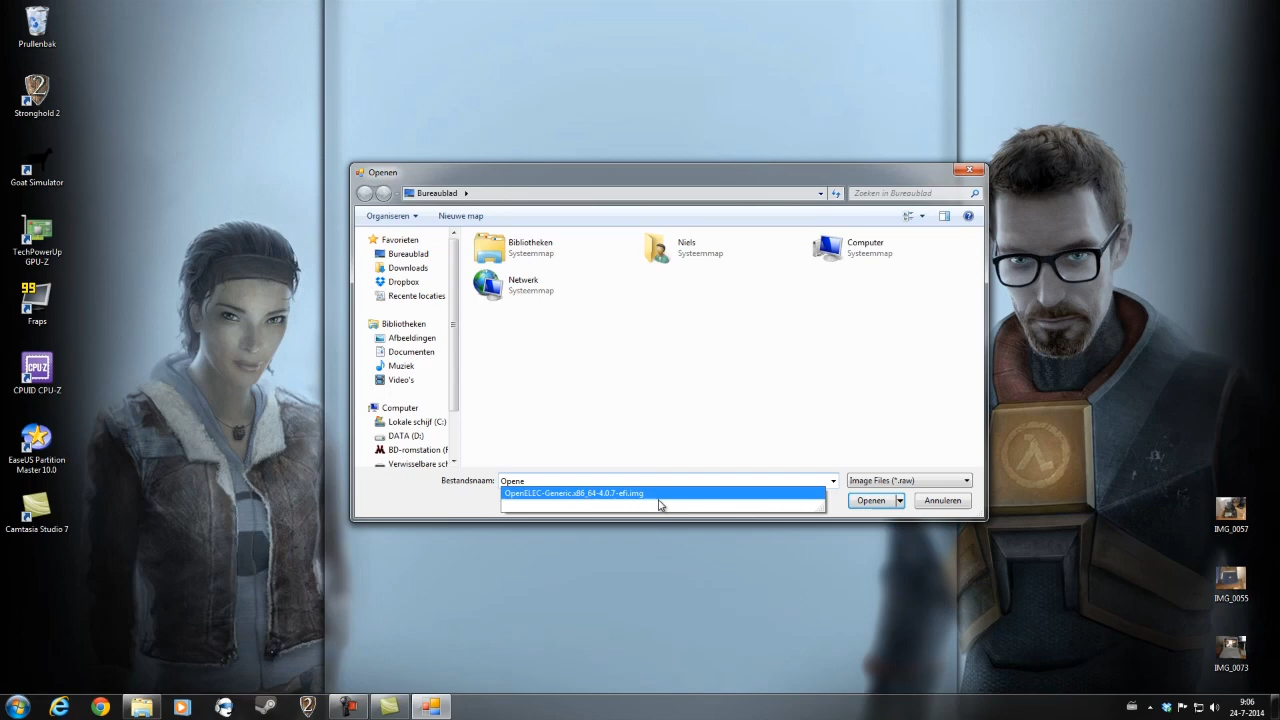 Prullenbak
Stronghold 2
Goat Simulator
TechPowerUp
GPU-Z
99
Fraps
CPUID CPU-Z
EaseUS Partition
Master 10.0
Camtasia Studio 7
Openen
Bureaublad
Zoeken in Bureaublad
Organiseren
Nieuwe map
Favorieten
Bureaublad
Downloads
Dropbox
Recente locaties
Bibliotheken
Afbeeldingen
Documenten
Muziek
Video's
Computer
Lokale schijf (C:)
DATA (D:)
BD-romstation (F
Verwisselbare sch
Bibliotheken
Systeemmap
Niels
Systeemmap
Computer
Systeemmap
Netwerk
Systeemmap
Bestandsnaam:
Opene
Image Files (*.raw)
OpenELEC-Generic.x86_64-4.0.7-efi.img
Openen
Annuleren
IMG_0057
IMG_0055
IMG_0073
9:06
24-7-2014